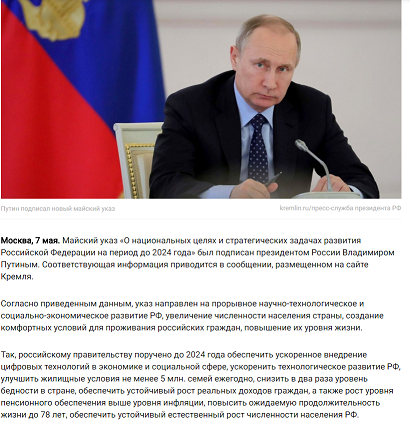 Путин подписал новый майский указ
kremlin.ru/пресс-служба президента РФ
Москва, 7 мая. Майский указ «О национальных целях и стратегических задачах развития
Российской Федерации на период до 2024 года» был подписан президентом России Владимиром
Путиным. Соответствующая информация приводится в сообщении, размещенном на сайте
Кремля.
Согласно приведенным данным, указ направлен на прорывное научно-технологическое и
социально-экономическое развитие РФ, увеличение численности населения страны, создание
комфортных условий для проживания российских граждан, повышение их уровня жизни.
Так, российскому правительству поручено до 2024 года обеспечить ускоренное внедрение
цифровых технологий в экономике и социальной сфере, ускорить технологическое развитие РФ,
улучшить жилищные условия не менее 5 млн. семей ежегодно, снизить в два раза уровень
бедности в стране, обеспечить устойчивый рост реальных доходов граждан, а также рост уровня
пенсионного обеспечения выше уровня инфляции, повысить ожидаемую продолжительность
жизни до 78 лет, обеспечить устойчивый естественный рост численности населения РФ.